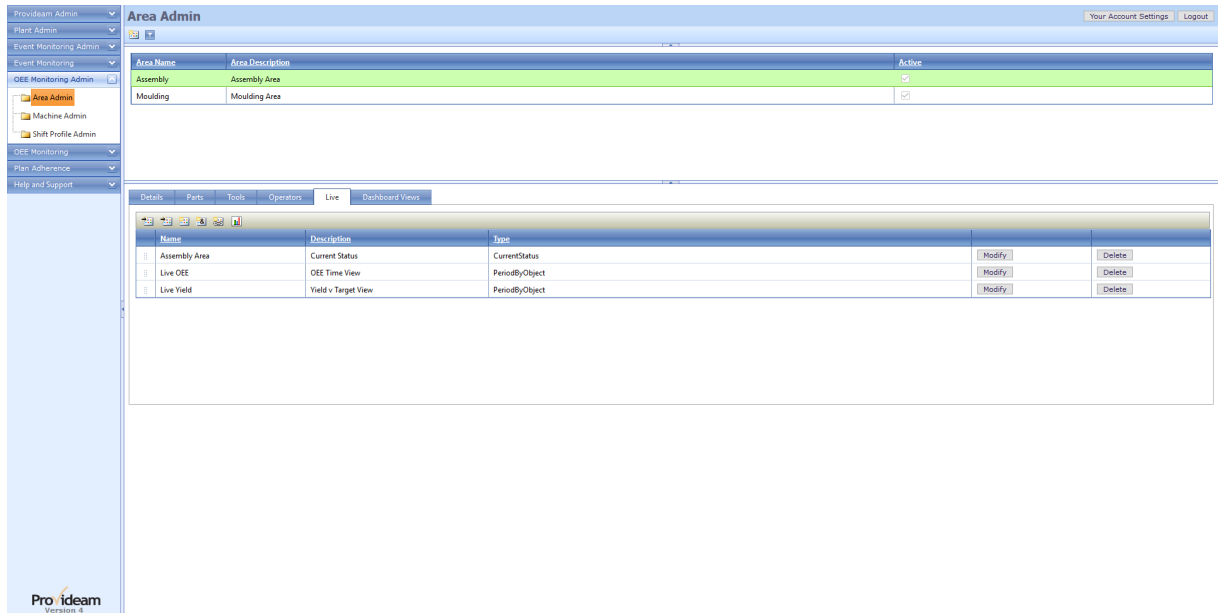 Provideam Admin
Plant Admin
Event Monitoring Admin
Event Monitoring
OEE Monitoring Admin
Area Admin
Machine Admin
Shift Profile Admin
OEE Monitoring
Plan Adherence
Help and Support
Provideam
Version 4
Area Admin
Your Account Settings Logout
Area Name Area Description Active
Assembly Assembly Area
Moulding Moulding Area
Details Parts Tools Operators Live Dashboard Views
Name Description Type
Assembly Area Current Status CurrentStatus Modify Delete
Live OEE OEE Time View PeriodByObject Modify Delete
Live Yield Yield v Target View PeriodByObject Modify Delete